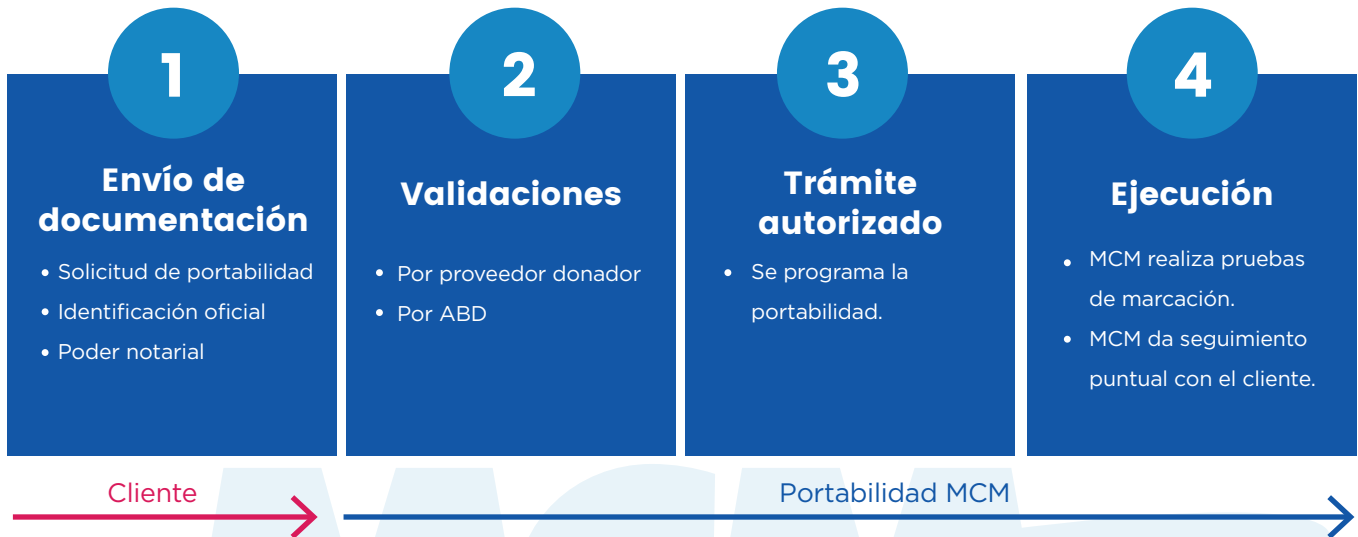 1
Envío de
documentación
• Solicitud de portabilidad
• Identificación oficial
• Poder notarial
2
Validaciones
• Por proveedor donador
• Por ABD
3
Trámite
autorizado
• Se programa la
portabilidad.
4
Ejecución
• MCM realiza pruebas
de marcación.
• MCM da seguimiento
puntual con el cliente.
Cliente
Portabilidad MCM